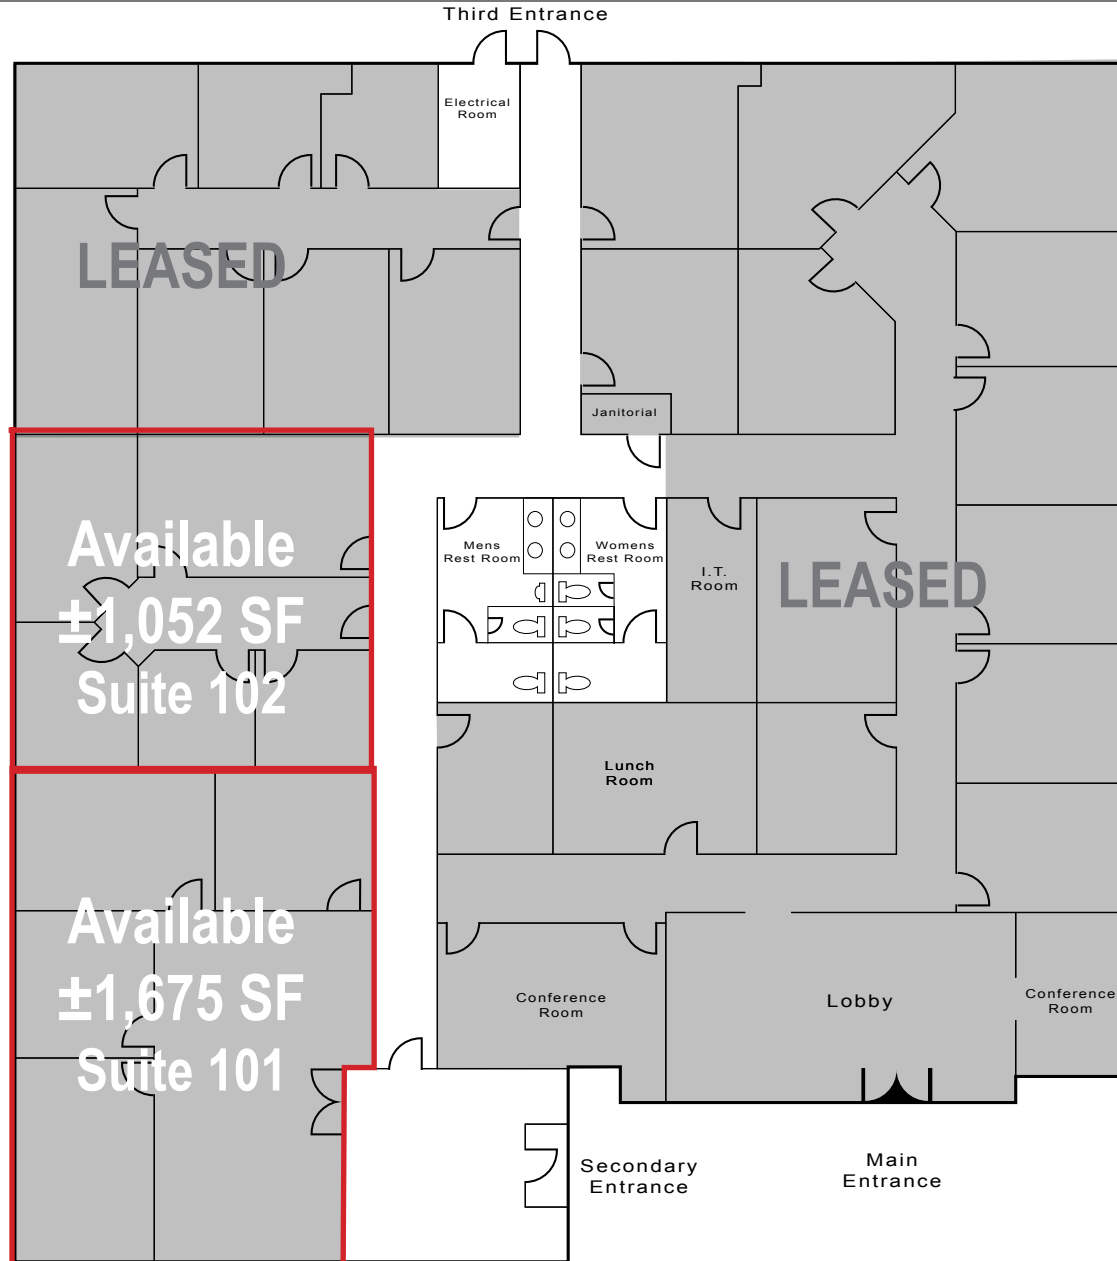 Third Entrance
Electrical
Room
LEASED
Janitorial
Available
±1,052 SF
Suite 102
Mens
Rest Room
Womens
Rest Room
I.T.
Room
LEASED
Lunch
Room
Available
±1,675 SF
Suite 101
Conference
Room
Lobby
Conference
Room
Secondary
Entrance
Main
Entrance